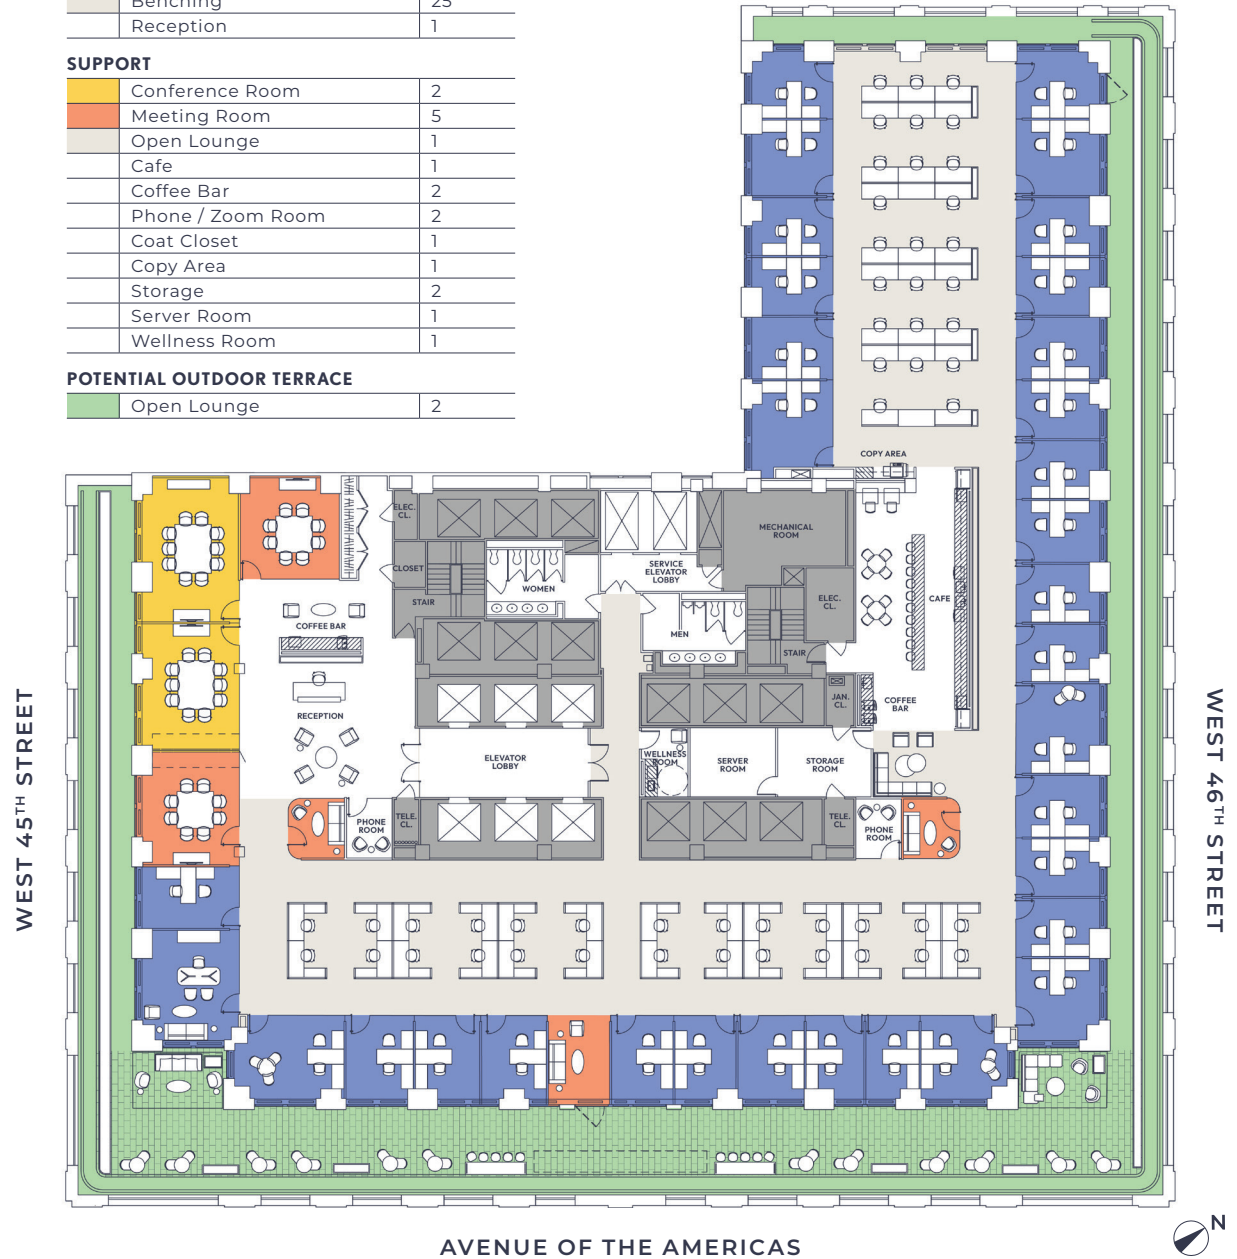 Benching 25
Reception 1
SUPPORT
Conference Room 2
Meeting Room 5
Open Lounge 1
Cafe 1
Coffee Bar 2
Phone / Zoom Room 2
Coat Closet 1
Copy Area 1
Storage 2
Server Room 1
Wellness Room 1
POTENTIAL OUTDOOR TERRACE
Open Lounge 2
COPY AREA
ELEC.
CL.
MECHANICAL
ROOM
CLOSET
WOMEN
SERVICE
ELEVATOR
LOBBY
STAIR
ELEC.
CL.
CAFE
COFFEE BAR
MEN
STAIR
JAN.
CL.
COFFEE
BAR
RECEPTION
ELEVATOR
LOBBY
WELLNESS
ROOM
SERVER
ROOM
STORAGE
ROOM
PHONE
ROOM
TELE.
CL.
TELE.
CL.
PHONE
ROOM
WEST 45TH STREET
WEST 46TH STREET
AVENUE OF THE AMERICAS
N